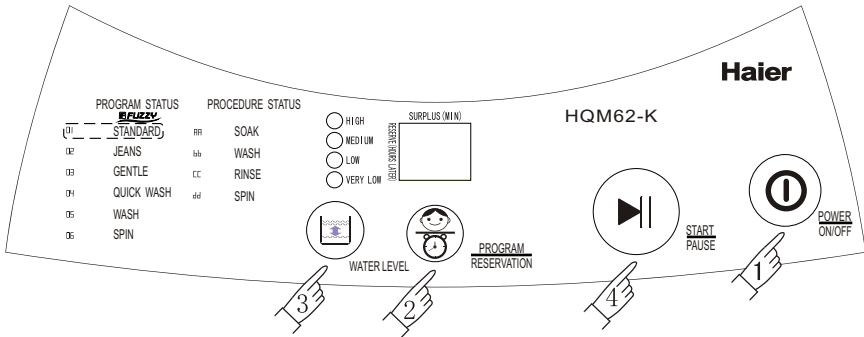 Haier
HQM62-K
PROGRAM STATUS
FUZZY
01 STANDARD
02 JEANS
03 GENTLE
04 QUICK WASH
05 WASH
06 SPIN
PROCEDURE STATUS
AA SOAK
bb WASH
CC RINSE
dd SPIN
HIGH
MEDIUM
LOW
VERY LOW
SURPLUS (MIN)
RESERVE (HOURS LATER)
WATER LEVEL
PROGRAM
RESERVATION
START
PAUSE
POWER
ON/OFF
3
2
4
1